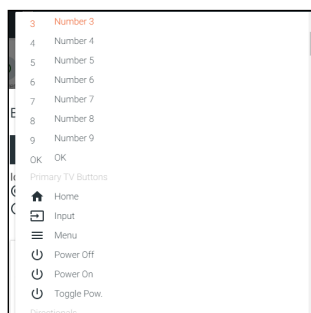 3 Number 3
4 Number 4
5 Number 5
6 Number 6
7 Number 7
8 Number 8
9 Number 9
OK OK
Primary TV Buttons
Home
Input
Menu
Power Off
Power On
Toggle Pow.
Directionals